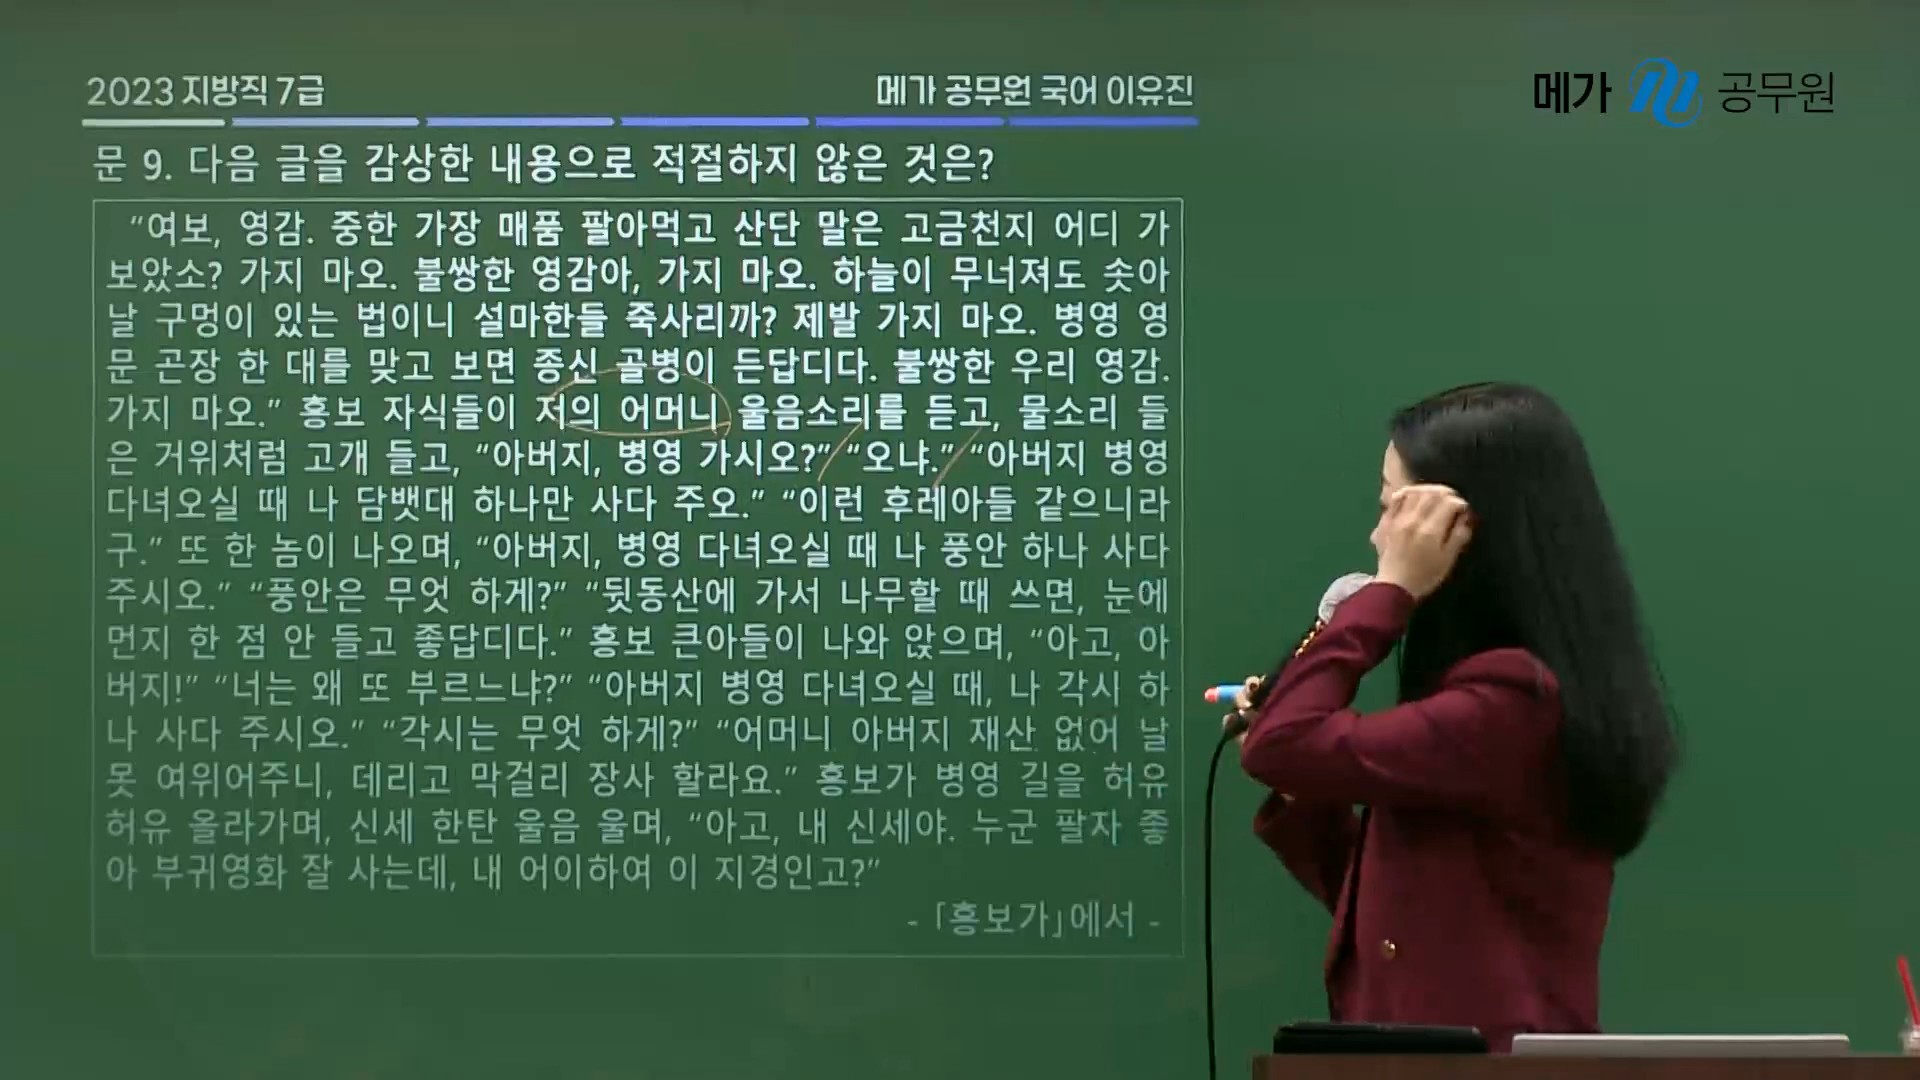 2023 지방직 7급
메가 공무원 국어 이유진
메가 공무원
문 9. 다음 글을 감상한 내용으로 적절하지 않은 것은?
“여보, 영감. 중한 가장 매품 팔아먹고 산단 말은 고금천지 어디 가
보았소? 가지 마오. 불쌍한 영감아, 가지 마오. 하늘이 무너져도 솟아
날 구멍이 있는 법이니 설마한들 죽사리까? 제발 가지 마오. 병영 영
문 곤장 한 대를 맞고 보면 종신 골병이 든답디다. 불쌍한 우리 영감.
가지 마오.” 흥보 자식들이 저의 어머니 울음소리를 듣고, 물소리 들
은 거위처럼 고개 들고, “아버지, 병영 가시오?” “오냐.” “아버지 병영
다녀오실 때 나 담뱃대 하나만 사다 주오.” “이런 후레아들 같으니라
구.” 또 한 놈이 나오며, “아버지, 병영 다녀오실 때 나 풍안 하나 사다
주시오.” “풍안은 무엇 하게?” “뒷동산에 가서 나무할 때 쓰면, 눈에
먼지 한 점 안 들고 좋답디다.” 흥보 큰아들이 나와 앉으며, “아고, 아
버지!” “너는 왜 또 부르느냐?” “아버지 병영 다녀오실 때, 나 각시 하
나 사다 주시오.” “각시는 무엇 하게?” “어머니 아버지 재산 없어 날
못 여위어주니, 데리고 막걸리 장사 할라요.” 흥보가 병영 길을 허유
허유 올라가며, 신세 한탄 울음 울며, “아고, 내 신세야. 누군 팔자 좋
아 부귀영화 잘 사는데, 내 어이하여 이 지경인고?”
- ｢흥보가｣에서 -